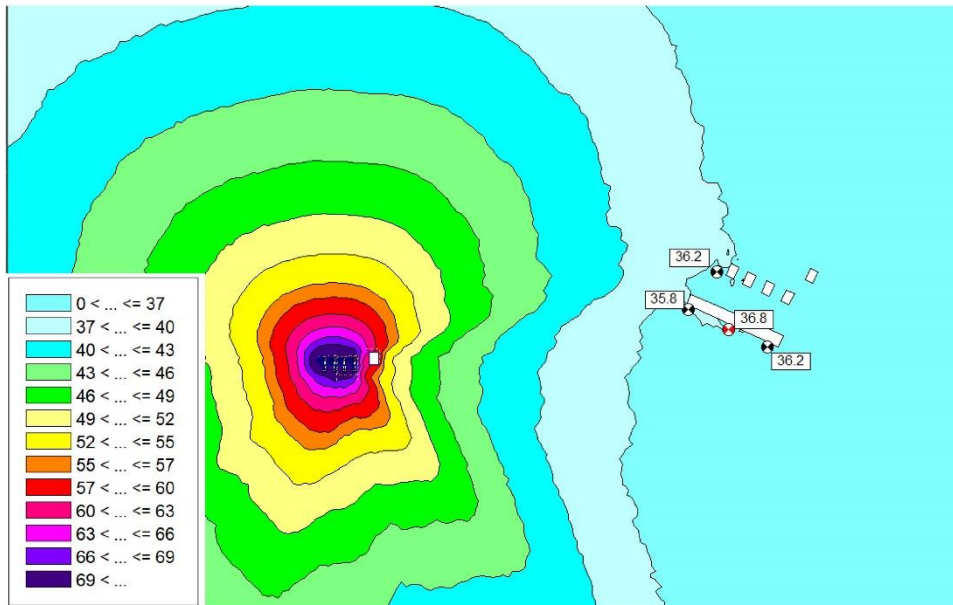 36.2
35.8
36.8
36.2
0 < ... <= 37
37 < ... <= 40
40 < ... <= 43
43 < ... <= 46
46 < ... <= 49
49 < ... <= 52
52 < ... <= 55
55 < ... <= 57
57 < ... <= 60
60 < ... <= 63
63 < ... <= 66
66 < ... <= 69
69 < ...